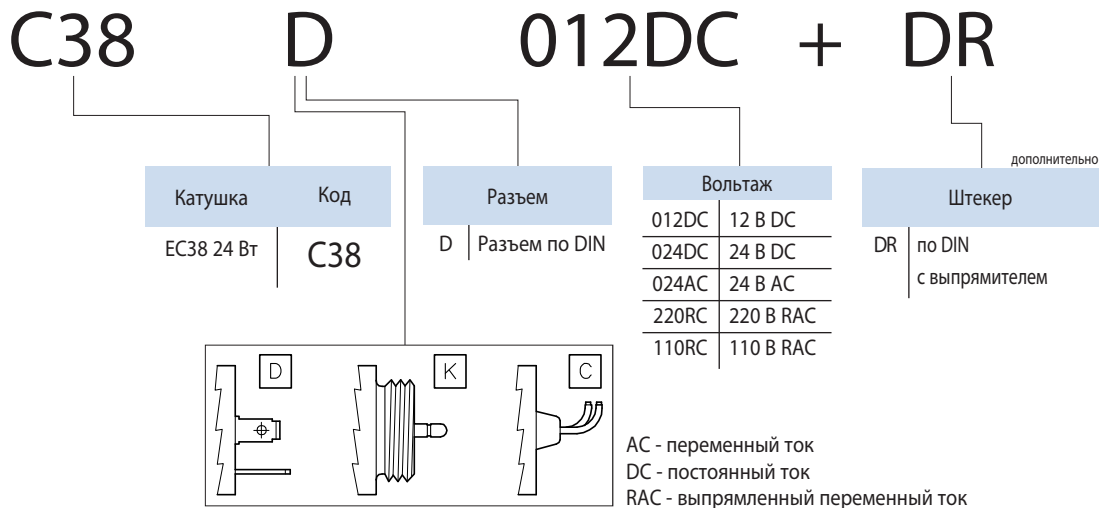 C38 D 012DC + DR
дополнительно
Катушка Код
EC38 24 Вт C38
Разъем
D Разъем по DIN
Вольтаж
012DC 12 В DC
024DC 24 В DC
024AC 24 В AC
220RC 220 В RAC
110RC 110 В RAC
Штекер
DR по DIN
с выпрямителем
D K C
AC - переменный ток
DC - постоянный ток
RAC - выпрямленный переменный ток